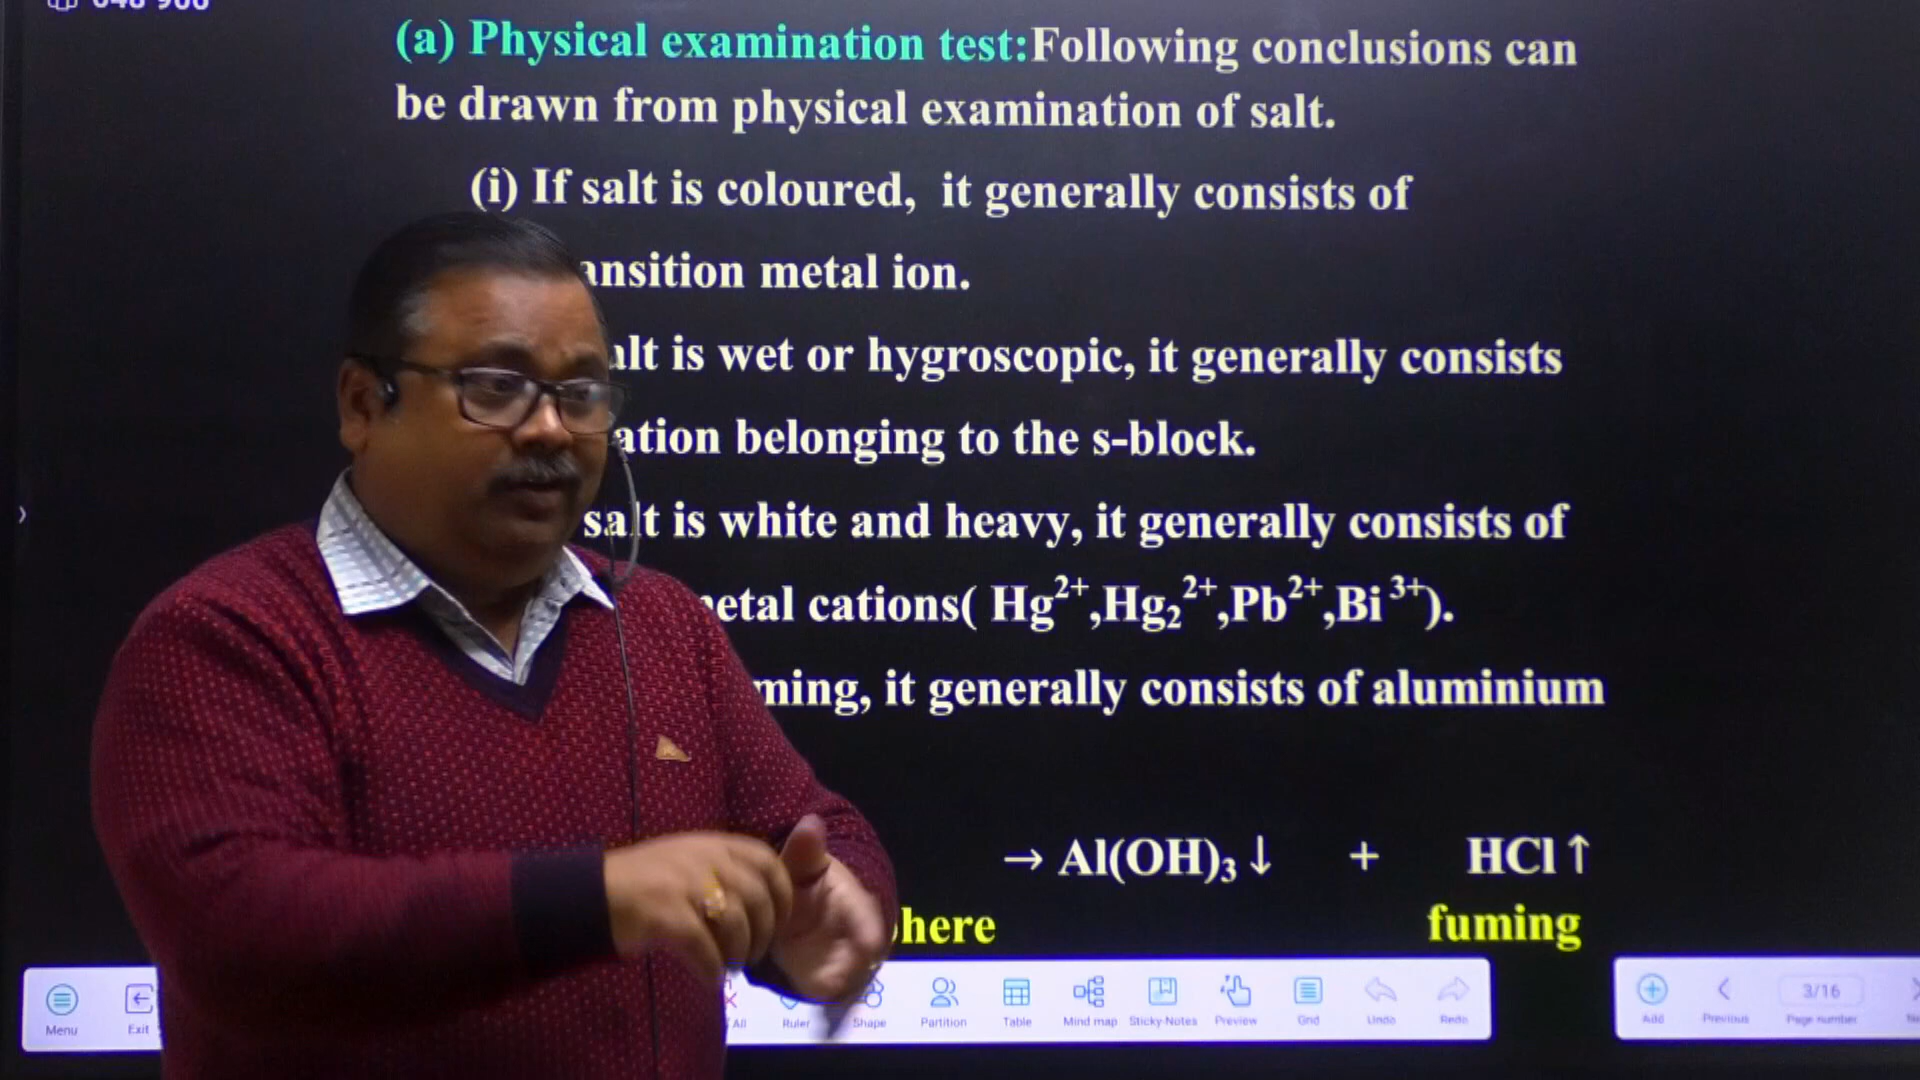 (a) Physical examination test:Following conclusions can
be drawn from physical examination of salt.
(i) If salt is coloured, it generally consists of
ansition metal ion.
alt is wet or hygroscopic, it generally consists
ation belonging to the s-block.
salt is white and heavy, it generally consists of
etal cations( Hg²⁺,Hg₂²⁺,Pb²⁺,Bi³⁺).
ming, it generally consists of aluminium
→ Al(OH)₃↓ + HCl↑
here fuming
Menu Exit All Ruler Shape Partition Table Mind map Sticky-Notes Preview Grid Undo Redo Add Previous 3/16 Page number